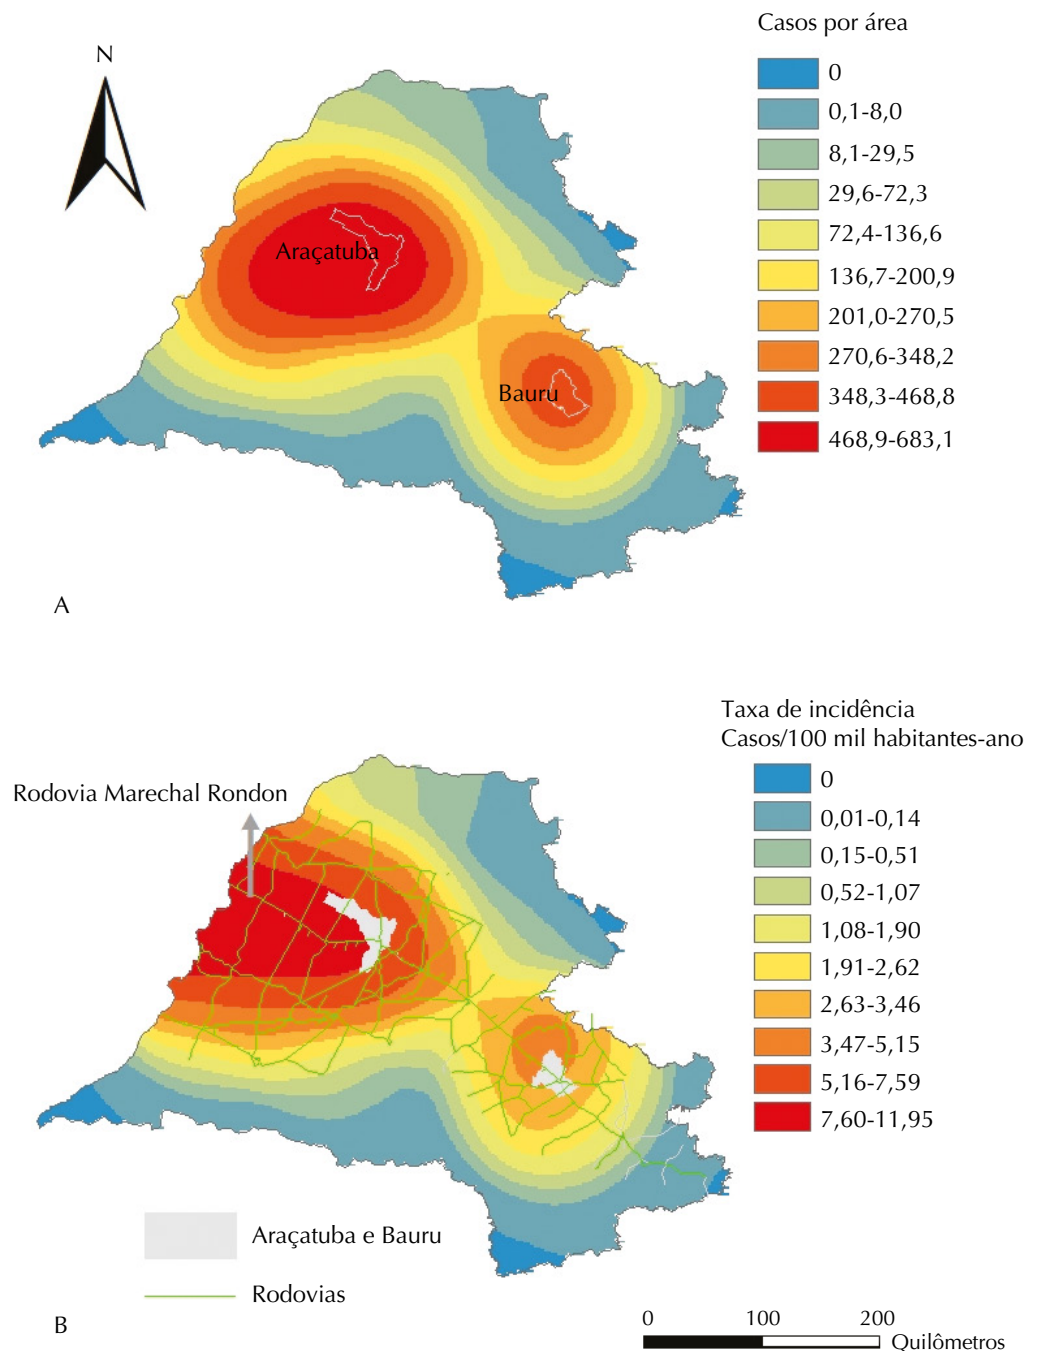 Casos por área
N
0
0,1-8,0
8,1-29,5
29,6-72,3
72,4-136,6
136,7-200,9
201,0-270,5
270,6-348,2
348,3-468,8
468,9-683,1
Araçatuba
Bauru
A
Taxa de incidência
Casos/100 mil habitantes-ano
Rodovia Marechal Rondon
0
0,01-0,14
0,15-0,51
0,52-1,07
1,08-1,90
1,91-2,62
2,63-3,46
3,47-5,15
5,16-7,59
7,60-11,95
Araçatuba e Bauru
Rodovias
B
0 100 200
Quilômetros